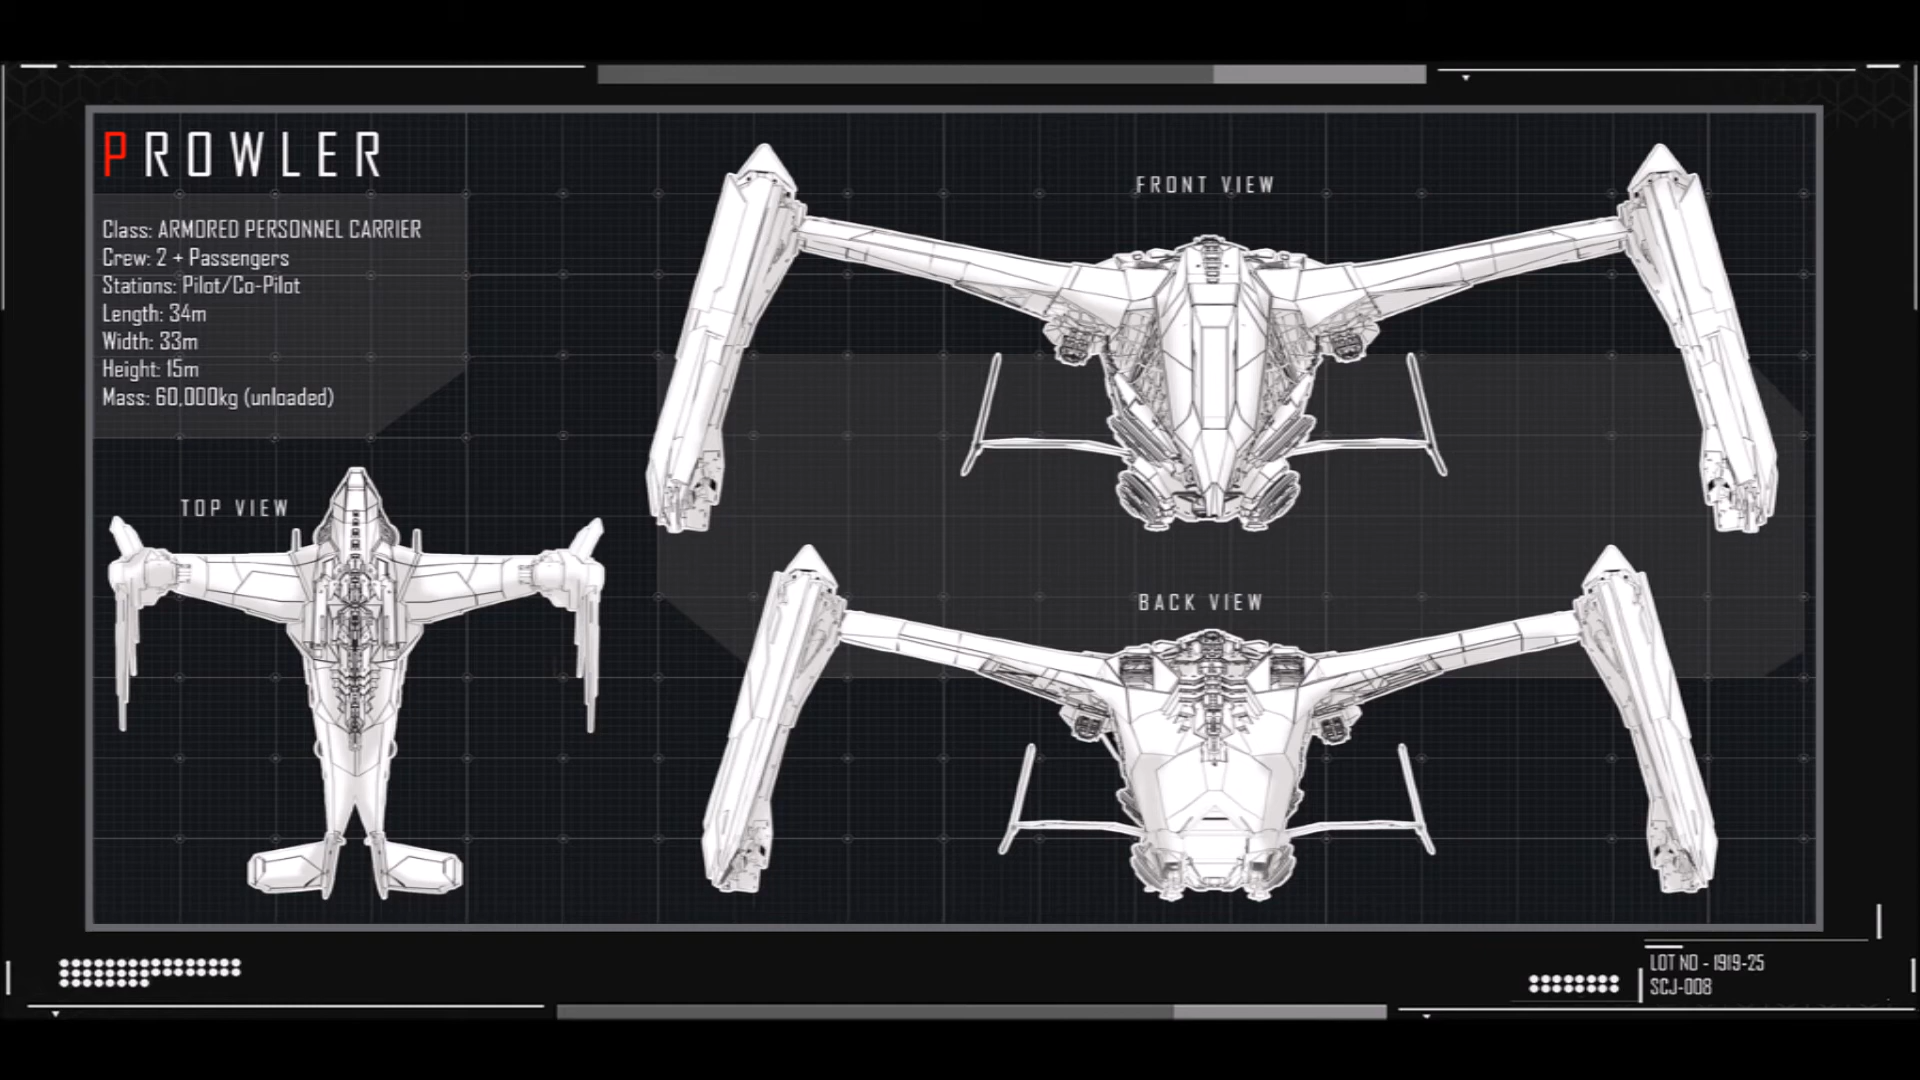 PROWLER
Class: ARMORED PERSONNEL CARRIER
Crew: 2 + Passengers
Stations: Pilot/Co-Pilot
Length: 34m
Width: 33m
Height: 15m
Mass: 60,000kg (unloaded)
FRONT VIEW
TOP VIEW
BACK VIEW
LOT NO - 1919-25
SCJ-008